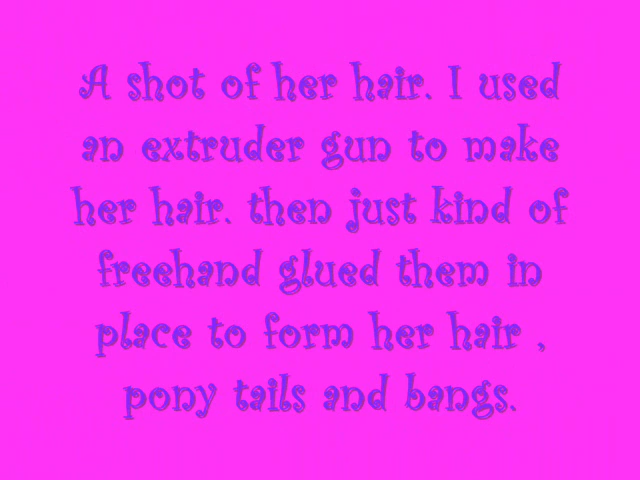 A shot of her hair. I used
an extruder gun to make
her hair. then just kind of
freehand glued them in
place to form her hair ,
pony tails and bangs.